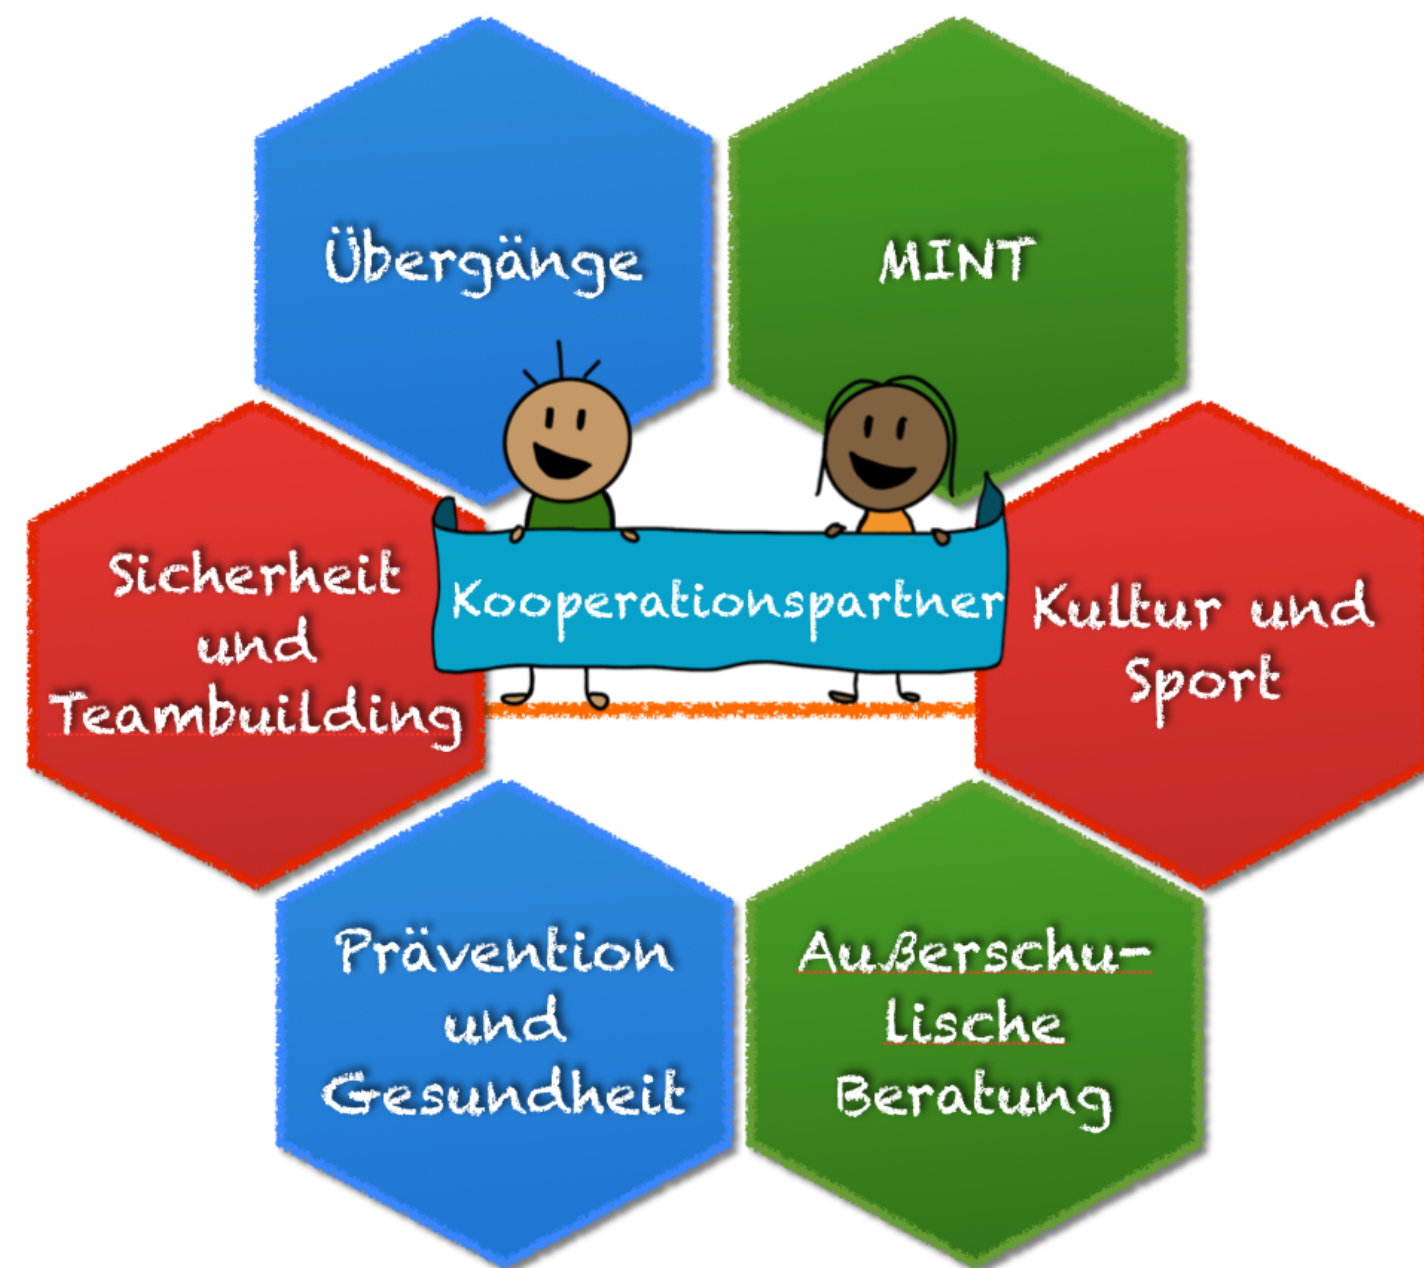 Übergänge
MINT
Sicherheit
und
Teambuilding
Kooperationspartner
Kultur und
Sport
Prävention
und
Gesundheit
Außerschu-
lische
Beratung